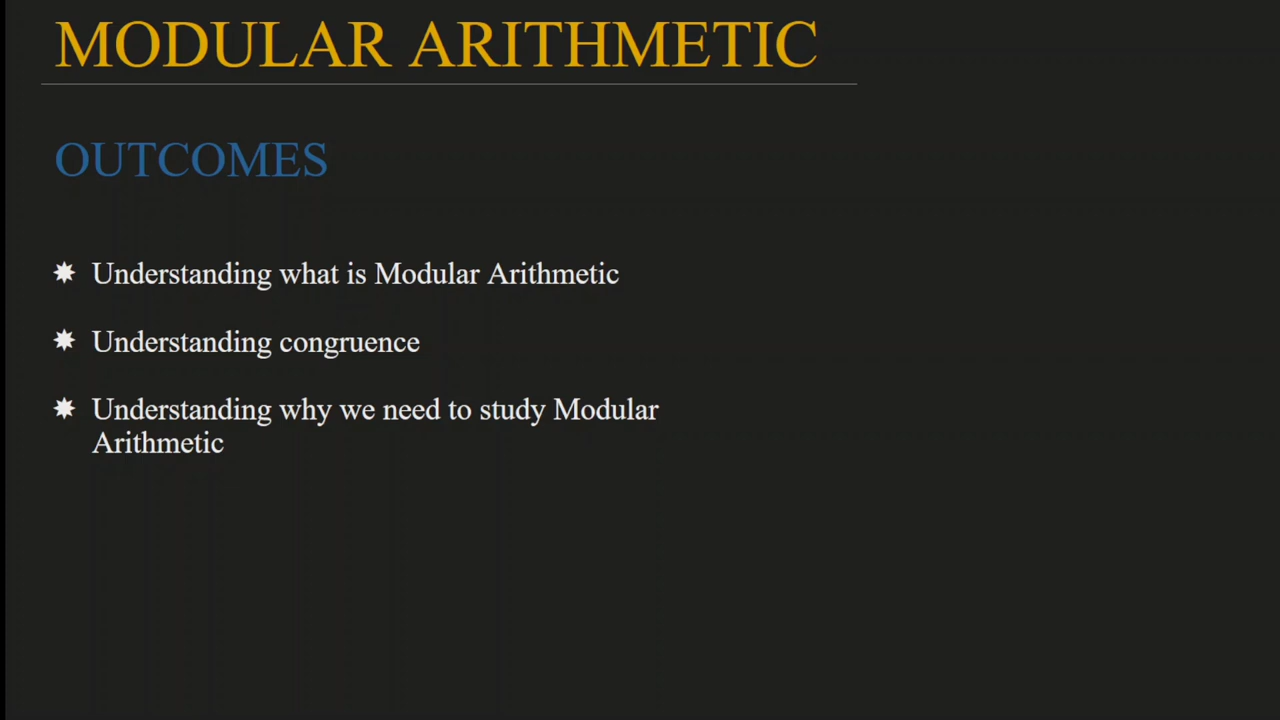 MODULAR ARITHMETIC
OUTCOMES
✸ Understanding what is Modular Arithmetic
✸ Understanding congruence
✸ Understanding why we need to study Modular
Arithmetic